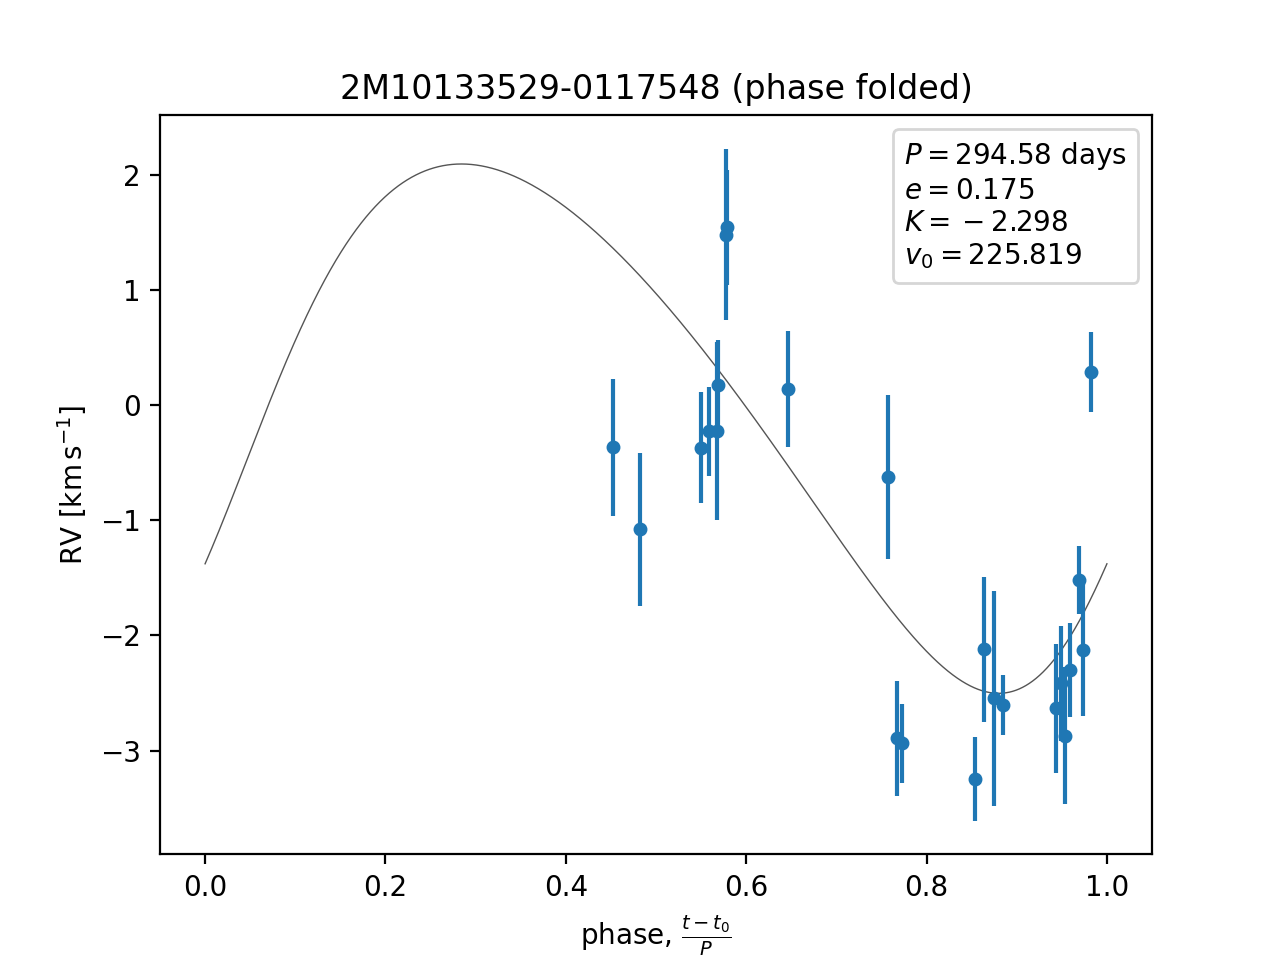 2M10133529-0117548 (phase folded)
P = 294.58 days
e = 0.175
K = −2.298
v₀ = 225.819
RV [km s⁻¹]
2
1
0
−1
−2
−3
0.0 0.2 0.4 0.6 0.8 1.0
phase, (t − t₀)/P